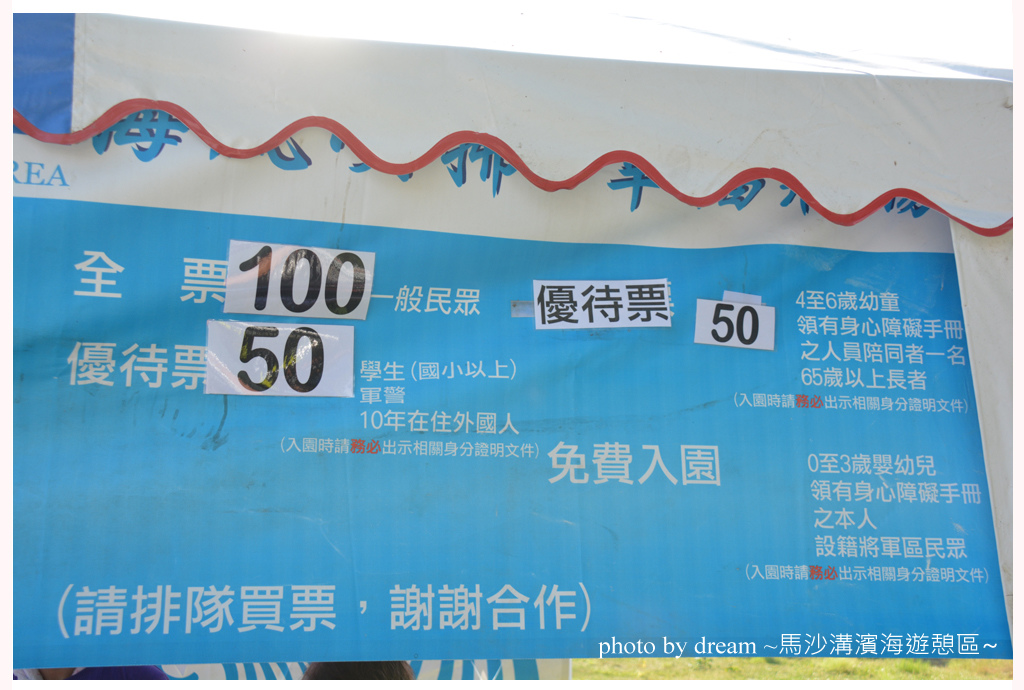 REA
全 票 100 一般民眾
優待票 50 學生(國小以上)
軍警
10年在住外國人
(入園時請務必出示相關身分證明文件)
優待票 50 4至6歲幼童
領有身心障礙手冊
之人員陪同者一名
65歲以上長者
(入園時請務必出示相關身分證明文件)
免費入園 0至3歲嬰幼兒
領有身心障礙手冊
之本人
設籍將軍區民眾
(入園時請務必出示相關身分證明文件)
(請排隊買票，謝謝合作)
photo by dream ~馬沙溝濱海遊憩區~